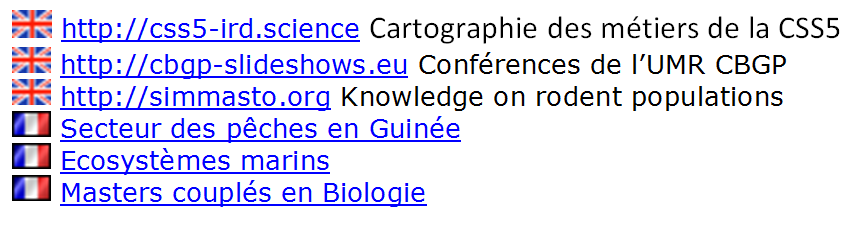 http://css5-ird.science Cartographie des métiers de la CSS5
http://cbgp-slideshows.eu Conférences de l’UMR CBGP
http://simmasto.org Knowledge on rodent populations
Secteur des pêches en Guinée
Ecosystèmes marins
Masters couplés en Biologie